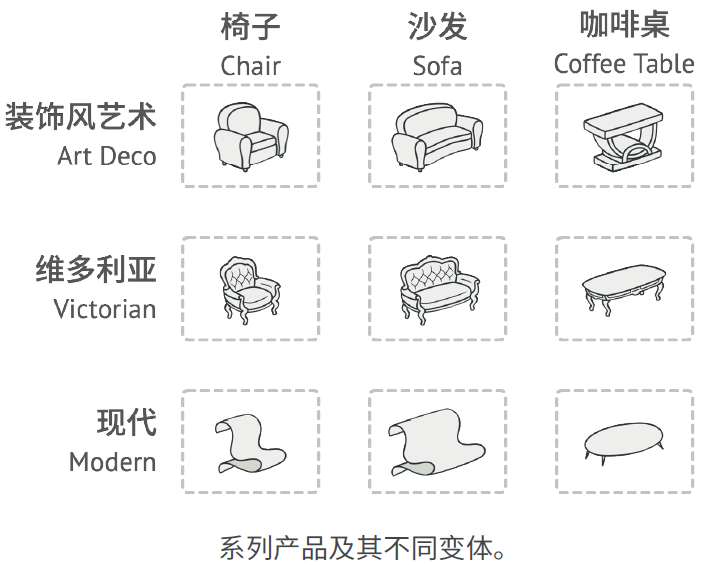 椅子
Chair
沙发
Sofa
咖啡桌
Coffee Table
装饰风艺术
Art Deco
维多利亚
Victorian
现代
Modern
系列产品及其不同变体。